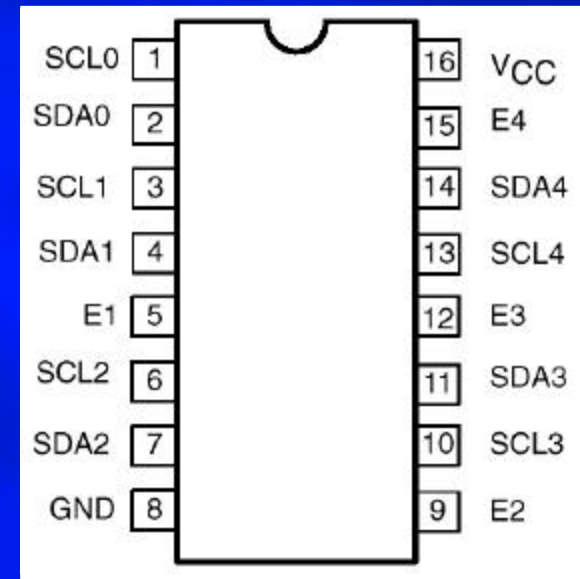 SCL0 1 16 VCC
SDA0 2 15 E4
SCL1 3 14 SDA4
SDA1 4 13 SCL4
E1 5 12 E3
SCL2 6 11 SDA3
SDA2 7 10 SCL3
GND 8 9 E2